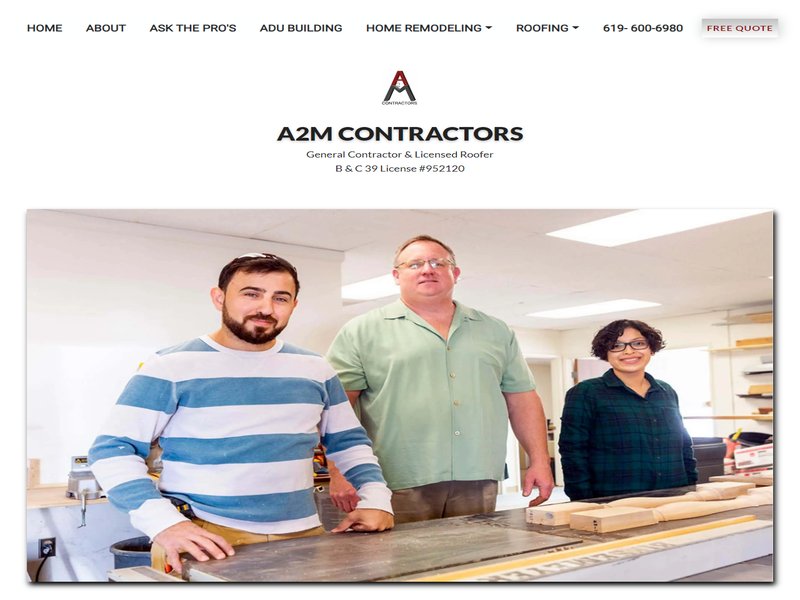 HOME ABOUT ASK THE PRO'S ADU BUILDING HOME REMODELING ROOFING 619- 600-6980 FREE QUOTE
CONTRACTORS
A2M CONTRACTORS
General Contractor & Licensed Roofer
B & C 39 License #952120